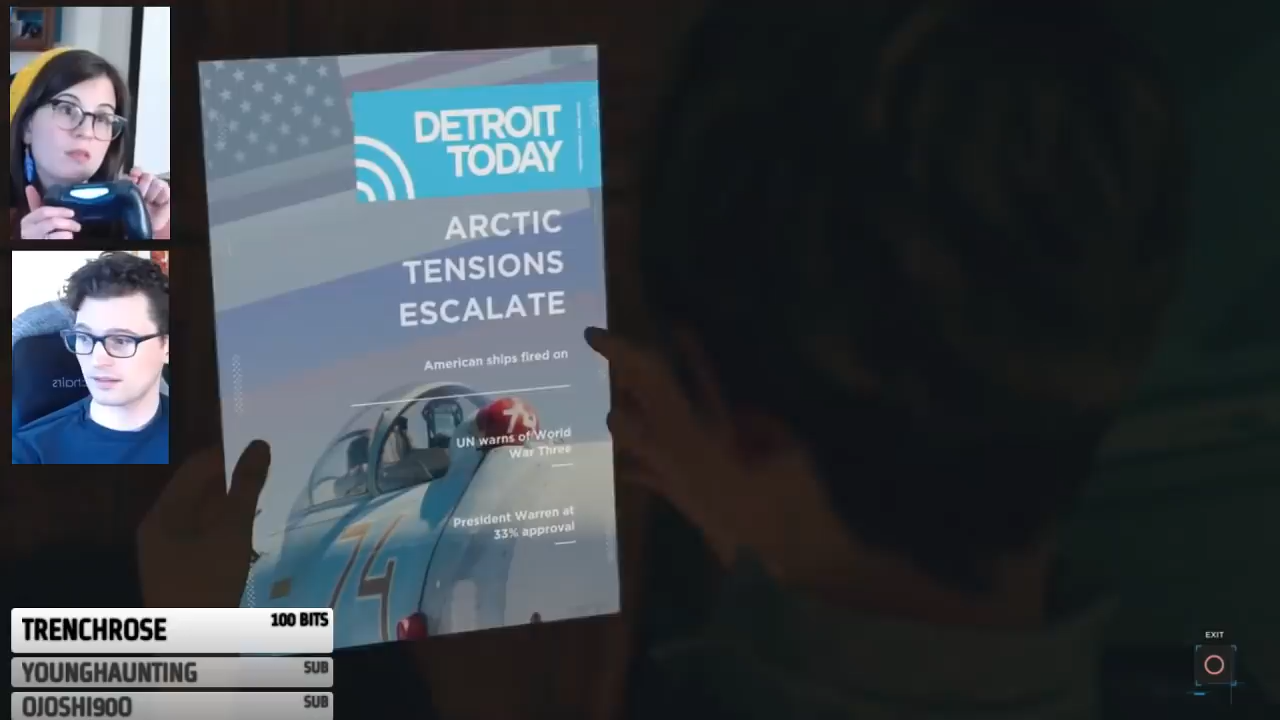 DETROIT
TODAY
ARCTIC
TENSIONS
ESCALATE
American ships fired on
UN warns of World
War Three
President Warren at
33% approval
74
EXIT
TRENCHROSE 100 BITS
YOUNGHAUNTING SUB
OJOSHI900 SUB